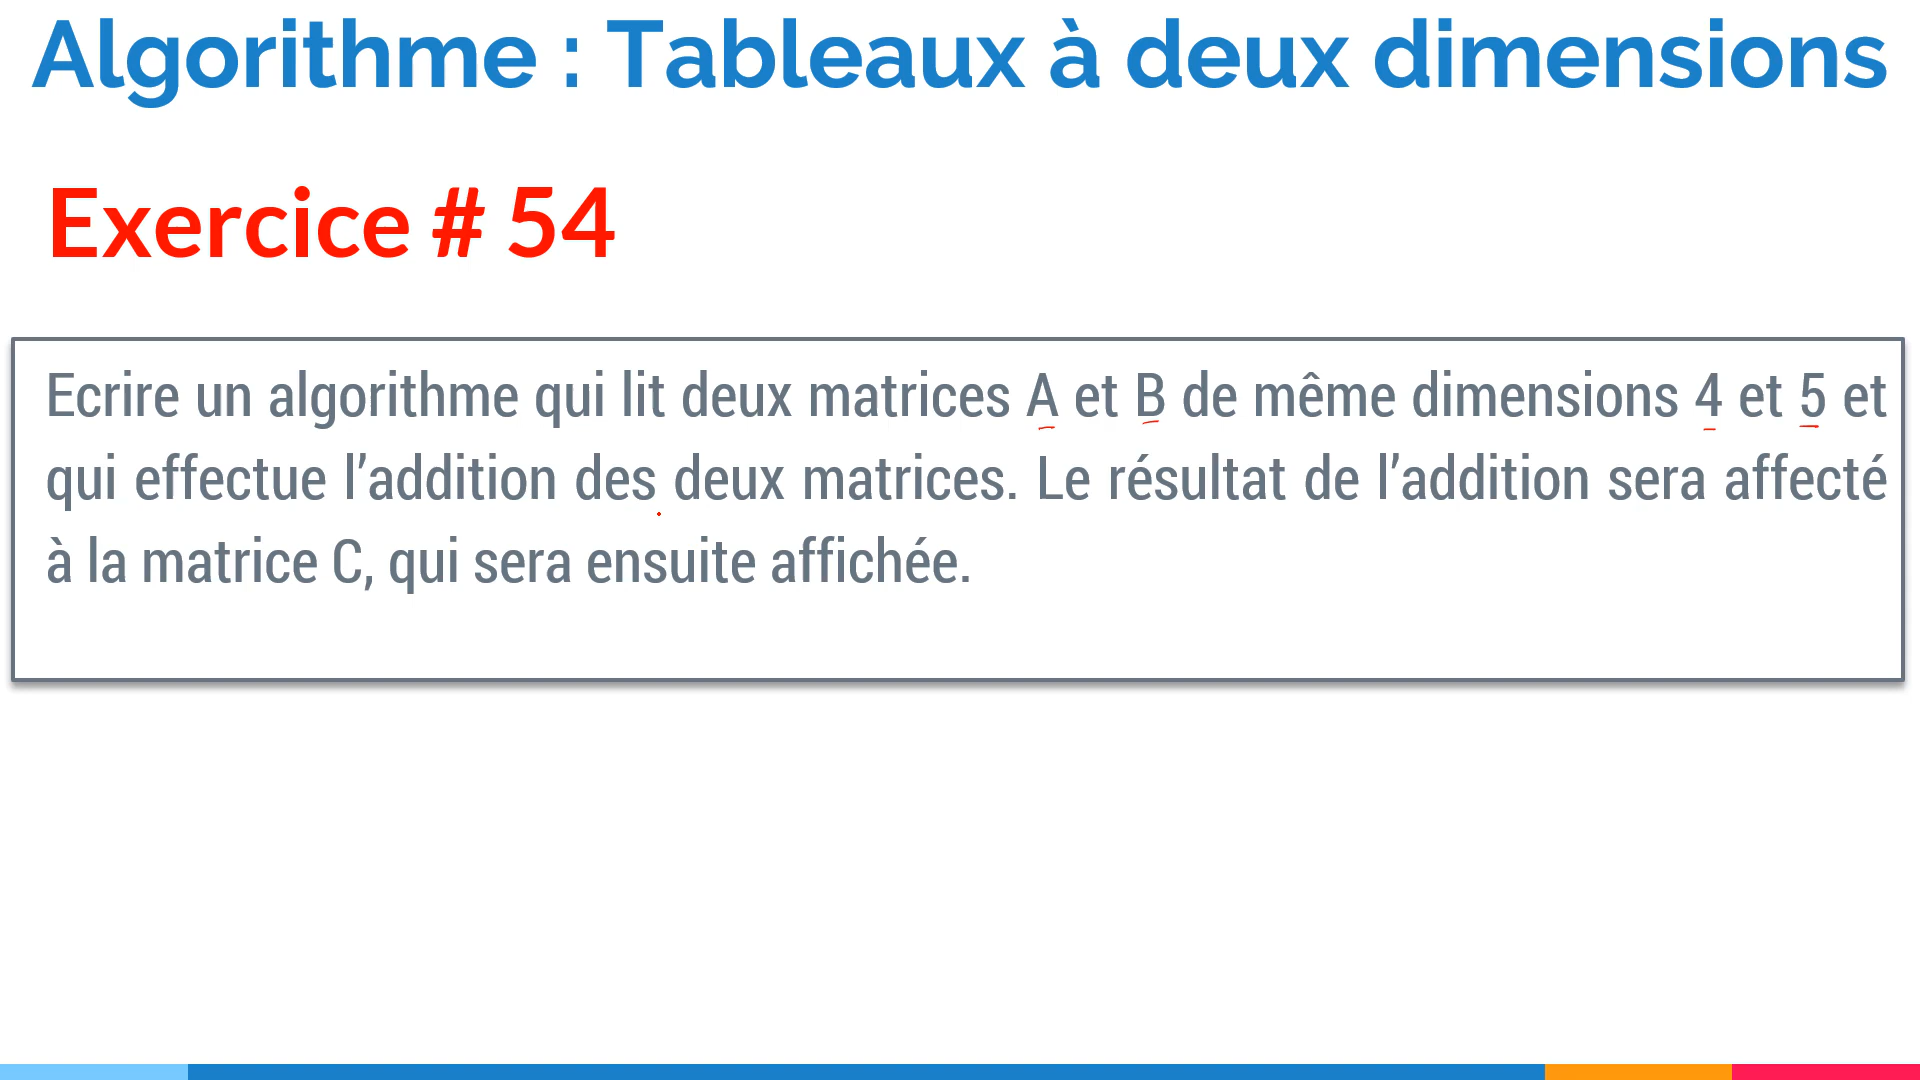 Algorithme : Tableaux à deux dimensions
Exercice # 54
Ecrire un algorithme qui lit deux matrices A et B de même dimensions 4 et 5 et
qui effectue l’addition des deux matrices. Le résultat de l’addition sera affecté
à la matrice C, qui sera ensuite affichée.